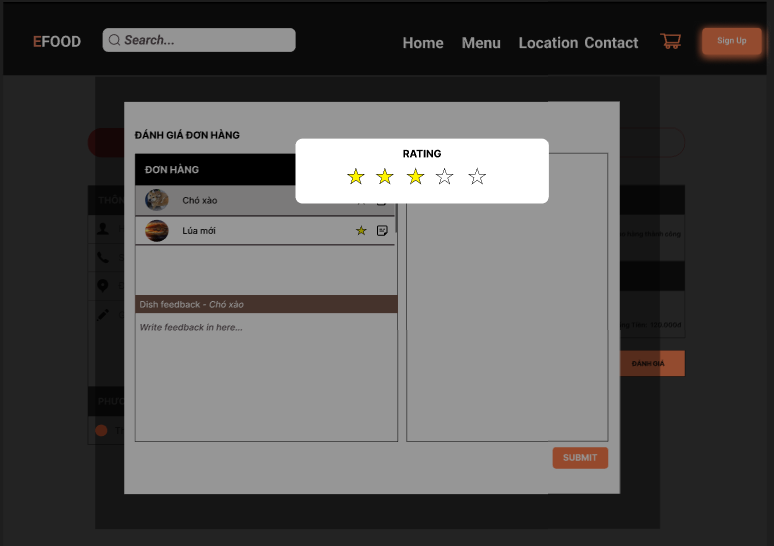 EFOOD
Search...
Home Menu Location Contact
Sign Up
ĐÁNH GIÁ ĐƠN HÀNG
RATING
ĐƠN HÀNG
Chó xào
Lúa mới
Dish feedback - Chó xào
Write feedback in here...
ĐÁNH GIÁ
SUBMIT